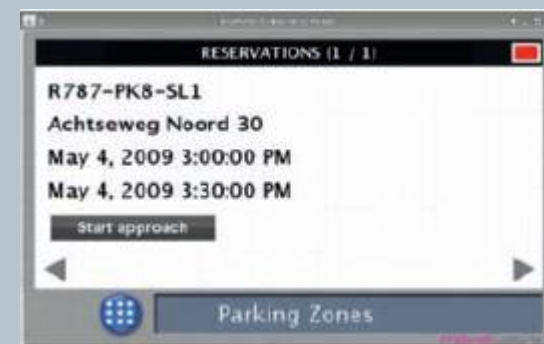 RESERVATIONS (1 / 1)
R787-PK8-SL1
Achtseweg Noord 30
May 4, 2009 3:00:00 PM
May 4, 2009 3:30:00 PM
Start approach
Parking Zones